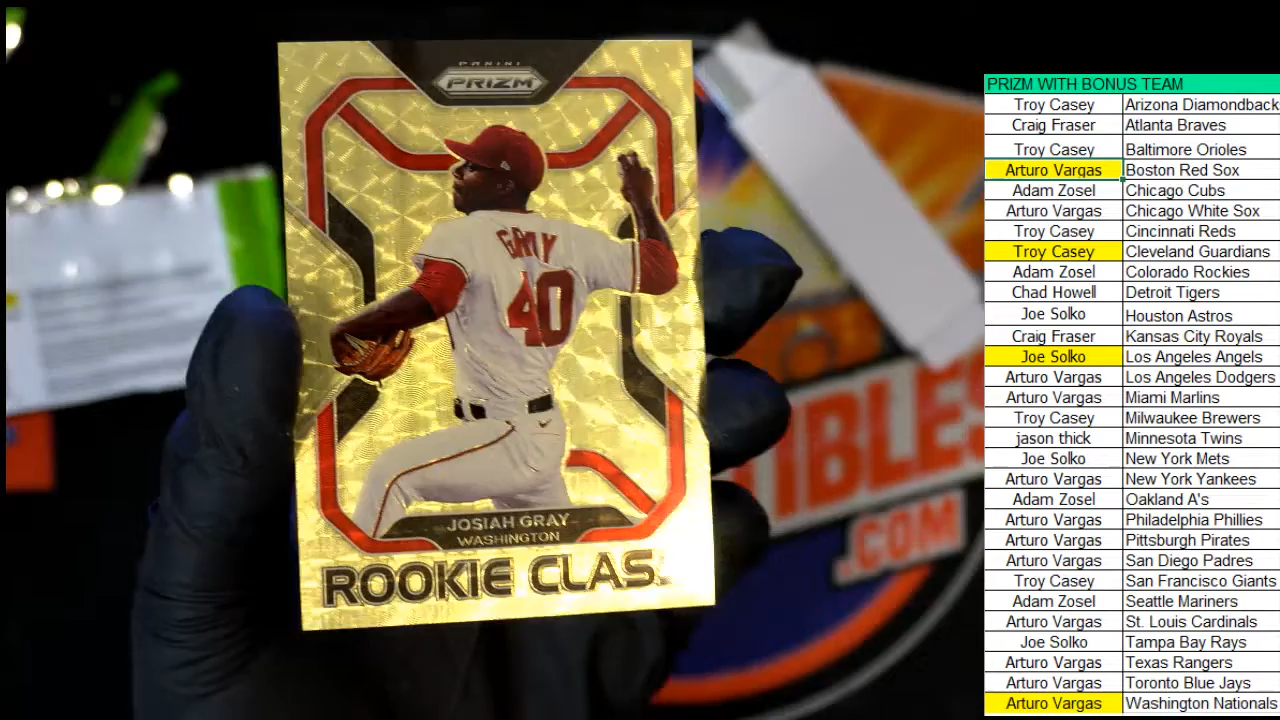 PANINI
PRIZM
GRAY
40
JOSIAH GRAY
WASHINGTON
ROOKIE CLAS
IBLES
.COM
PRIZM WITH BONUS TEAM
Troy Casey Arizona Diamondback
Craig Fraser Atlanta Braves
Troy Casey Baltimore Orioles
Arturo Vargas Boston Red Sox
Adam Zosel Chicago Cubs
Arturo Vargas Chicago White Sox
Troy Casey Cincinnati Reds
Troy Casey Cleveland Guardians
Adam Zosel Colorado Rockies
Chad Howell Detroit Tigers
Joe Solko Houston Astros
Craig Fraser Kansas City Royals
Joe Solko Los Angeles Angels
Arturo Vargas Los Angeles Dodgers
Arturo Vargas Miami Marlins
Troy Casey Milwaukee Brewers
jason thick Minnesota Twins
Joe Solko New York Mets
Arturo Vargas New York Yankees
Adam Zosel Oakland A's
Arturo Vargas Philadelphia Phillies
Arturo Vargas Pittsburgh Pirates
Arturo Vargas San Diego Padres
Troy Casey San Francisco Giants
Adam Zosel Seattle Mariners
Arturo Vargas St. Louis Cardinals
Joe Solko Tampa Bay Rays
Arturo Vargas Texas Rangers
Arturo Vargas Toronto Blue Jays
Arturo Vargas Washington Nationals